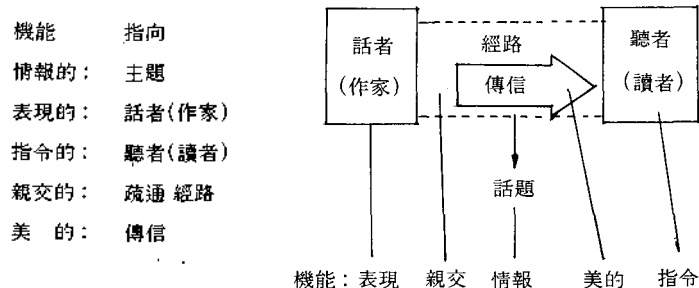 機能 指向
情報的: 主題
表現的: 話者(作家)
指令的: 聽者(讀者)
親交的: 疏通 經路
美 的: 傳信
話者
(作家)
經路
傳信
聽者
(讀者)
話題
機能: 表現 親交 情報 美的 指令